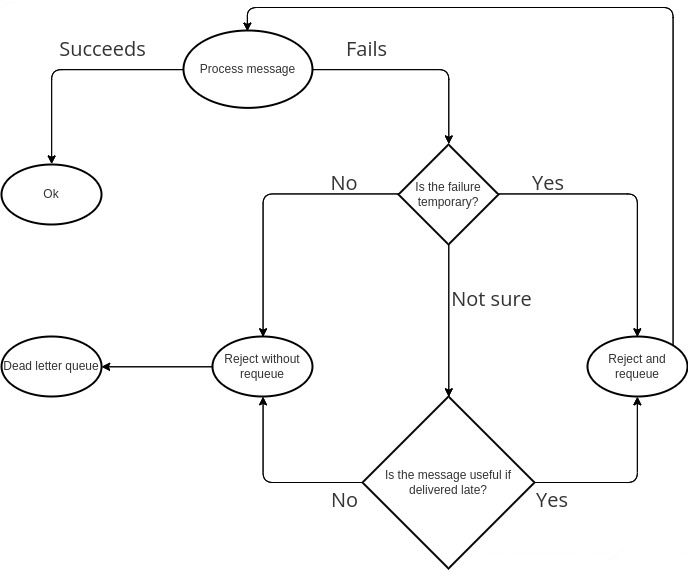 Succeeds
Fails
Process message
Is the failure
temporary?
No
Yes
Ok
Not sure
Dead letter queue
Reject without
requeue
Reject and
requeue
Is the message useful if
delivered late?
No
Yes